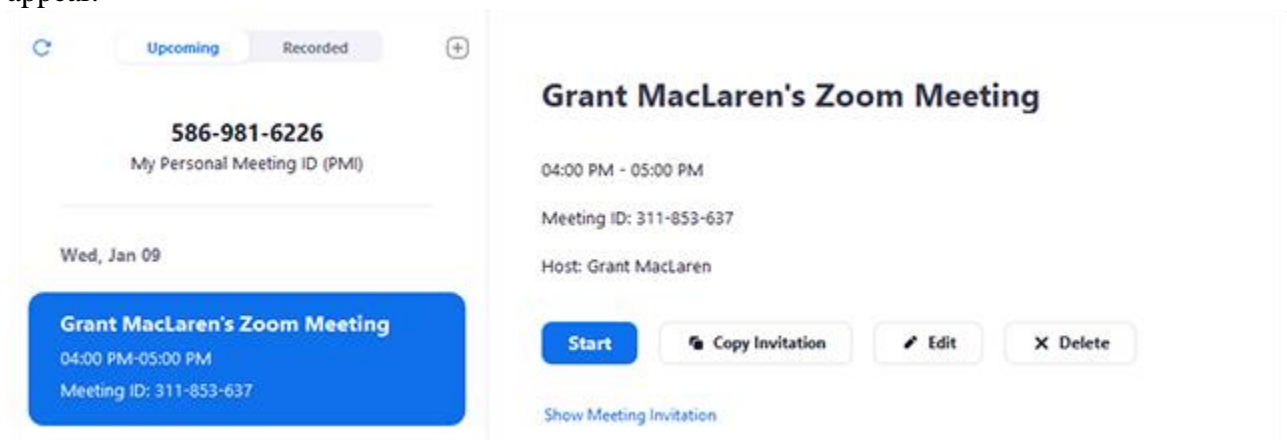 appear.
Upcoming Recorded
586-981-6226
My Personal Meeting ID (PMI)
Wed, Jan 09
Grant MacLaren's Zoom Meeting
04:00 PM-05:00 PM
Meeting ID: 311-853-637
Grant MacLaren's Zoom Meeting
04:00 PM - 05:00 PM
Meeting ID: 311-853-637
Host: Grant MacLaren
Start Copy Invitation Edit Delete
Show Meeting Invitation